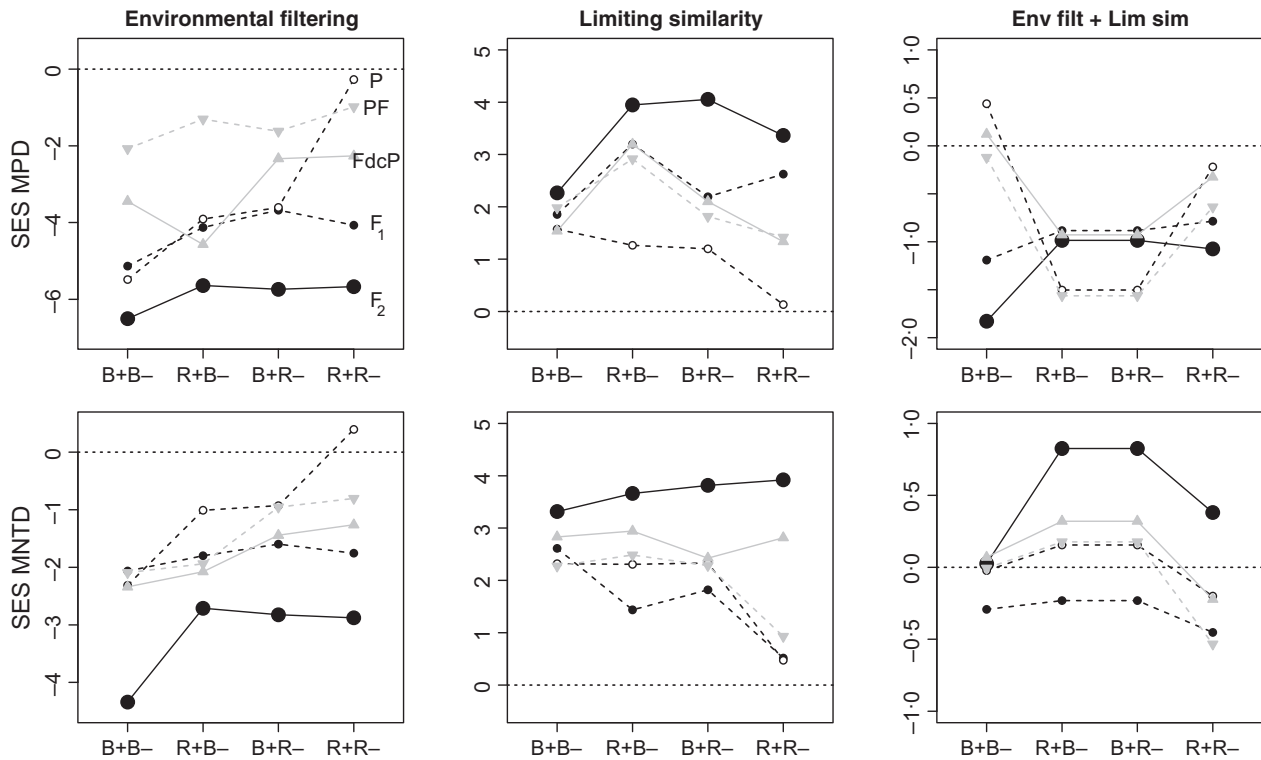 Environmental filtering
Limiting similarity
Env filt + Lim sim
SES MPD
0
−2
−4
−6
P
PF
FdcP
F1
F2
B+B– R+B– B+R– R+R–
5
4
3
2
1
0
B+B– R+B– B+R– R+R–
1·0
0·5
0·0
−1·0
−2·0
B+B– R+B– B+R– R+R–
SES MNTD
0
−1
−2
−3
−4
B+B– R+B– B+R– R+R–
5
4
3
2
1
0
B+B– R+B– B+R– R+R–
1·0
0·5
0·0
−0·5
−1·0
B+B– R+B– B+R– R+R–